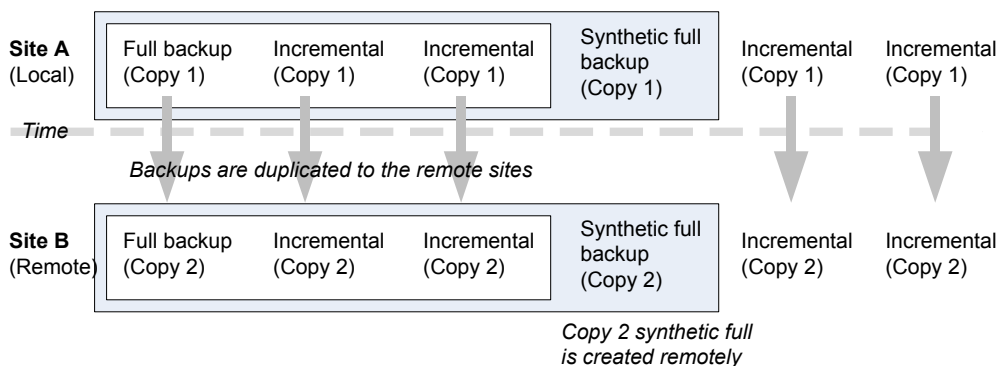 Site A
(Local)
Full backup
(Copy 1)
Incremental
(Copy 1)
Incremental
(Copy 1)
Synthetic full
backup
(Copy 1)
Incremental
(Copy 1)
Incremental
(Copy 1)
Time
Backups are duplicated to the remote sites
Site B
(Remote)
Full backup
(Copy 2)
Incremental
(Copy 2)
Incremental
(Copy 2)
Synthetic full
backup
(Copy 2)
Incremental
(Copy 2)
Incremental
(Copy 2)
Copy 2 synthetic full
is created remotely